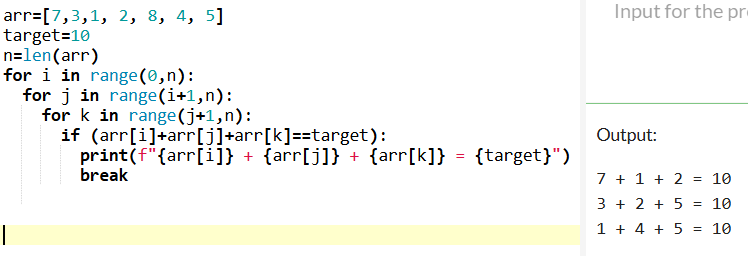 arr=[7,3,1, 2, 8, 4, 5]
target=10
n=len(arr)
for i in range(0,n):
  for j in range(i+1,n):
    for k in range(j+1,n):
      if (arr[i]+arr[j]+arr[k]==target):
        print(f"{arr[i]} + {arr[j]} + {arr[k]} = {target}")
        break
Input for the pr
Output:
7 + 1 + 2 = 10
3 + 2 + 5 = 10
1 + 4 + 5 = 10